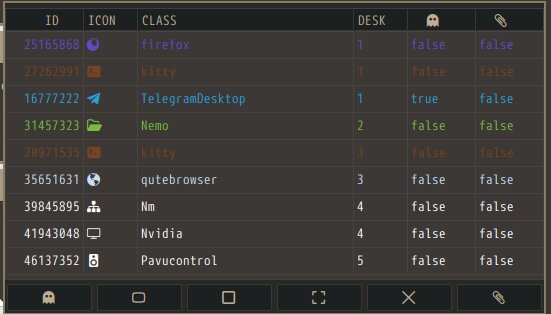 ID ICON CLASS DESK
25165868 firefox 1 false false
27262991 kitty 1 false false
16777222 TelegramDesktop 1 true false
31457323 Nemo 2 false false
20971535 kitty 3 false false
35651631 qutebrowser 3 false false
39845895 Nm 4 false false
41943048 Nvidia 4 false false
46137352 Pavucontrol 5 false false